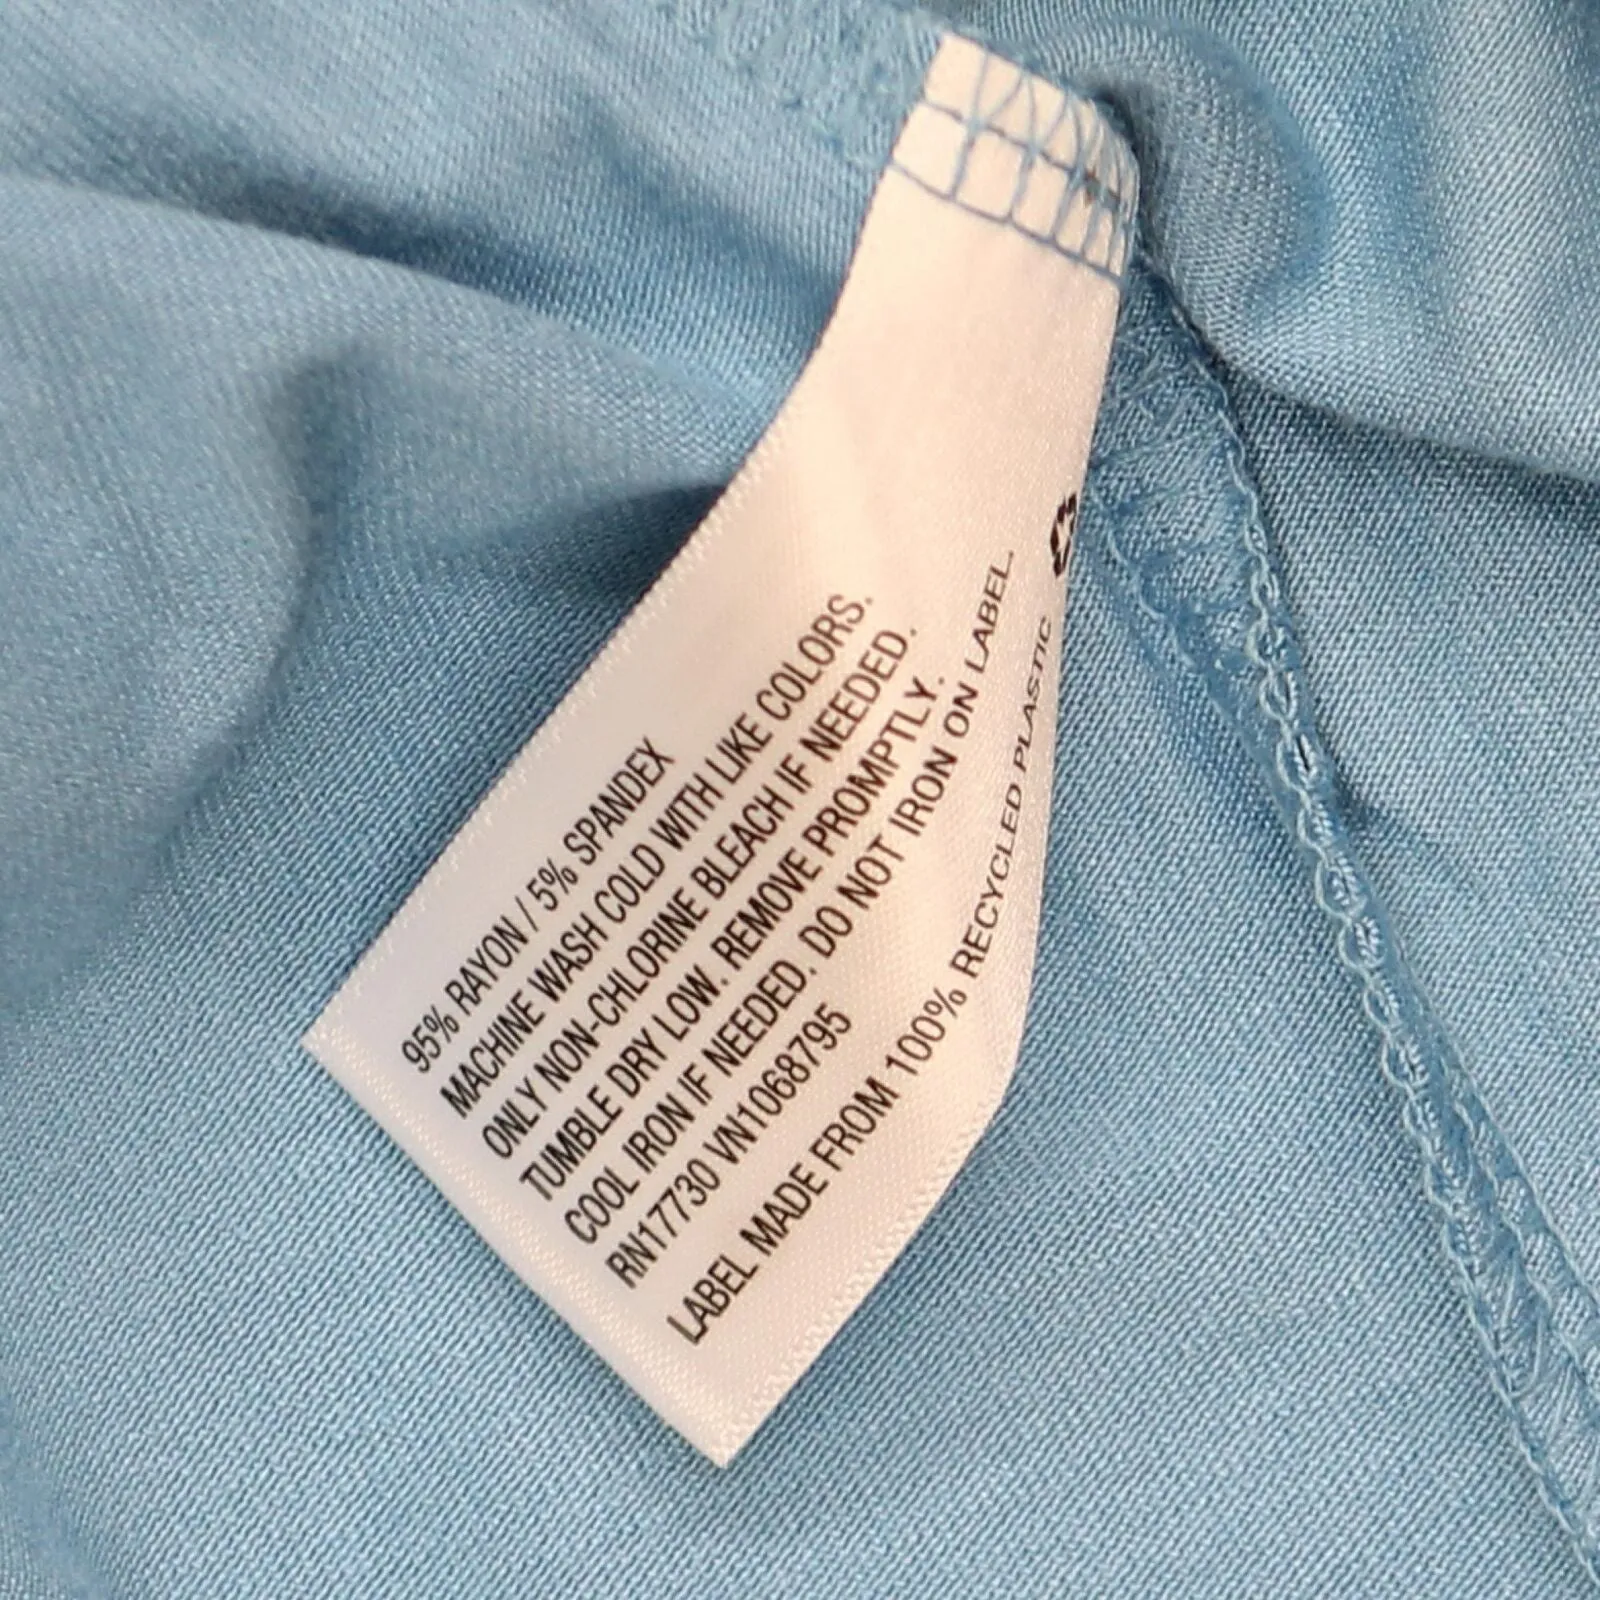 95% RAYON / 5% SPANDEX
MACHINE WASH COLD WITH LIKE COLORS.
ONLY NON-CHLORINE BLEACH IF NEEDED.
TUMBLE DRY LOW. REMOVE PROMPTLY.
COOL IRON IF NEEDED. DO NOT IRON ON LABEL.
RN17730 VN1068795
LABEL MADE FROM 100% RECYCLED PLASTIC